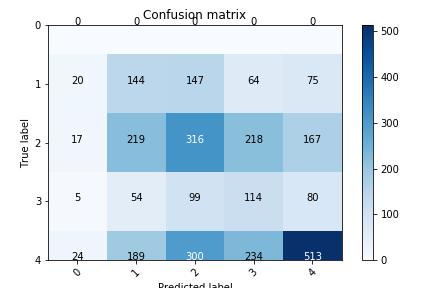 Confusion matrix
0 0 0 0 0 0
1 20 144 147 64 75
2 17 219 316 218 167
3 5 54 99 114 80
4 24 189 300 234 513
0 1 2 3 4
True label
Predicted label
500
400
300
200
100
0